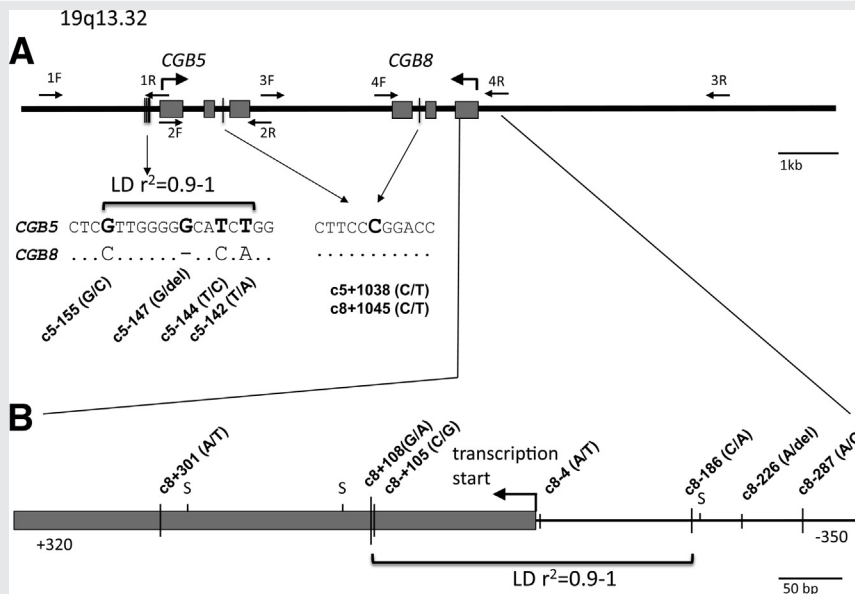 19q13.32
A
CGB5 CGB8
1F 1R 3F 4F 4R 3R
2F 2R
1kb
LD r²=0.9-1
CGB5 CTCGTTGGGGGCATCTGG CTTCCCGGACC
CGB8 ...C......–..C.A.. ...........
c5-155 (G/C)
c5-147 (G/del)
c5-144 (T/C)
c5-142 (T/A)
c5+1038 (C/T)
c8+1045 (C/T)
B
c8+301 (A/T)
c8+108(G/A)
c8-+105 (C/G)
transcription
start
c8-4 (A/T)
c8-186 (C/A)
c8-226 (A/del)
c8-287 (A/
S S S
+320 -350
LD r²=0.9-1
50 bp